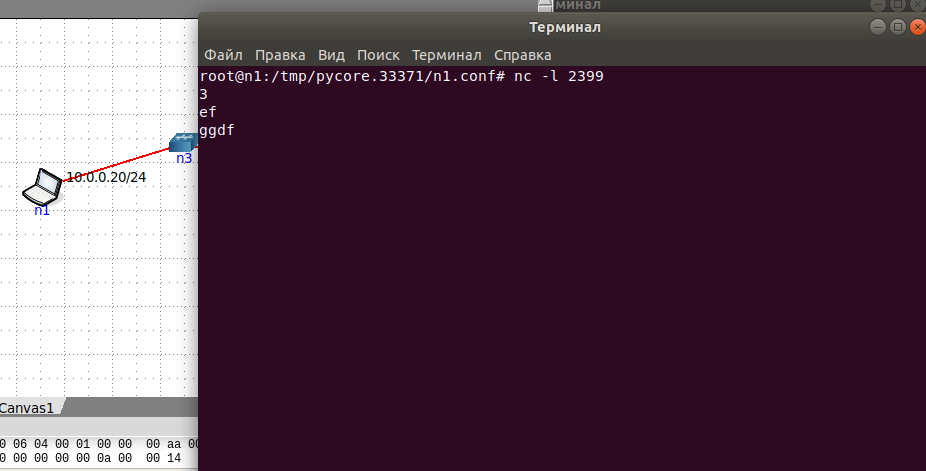 минал
Терминал
Файл Правка Вид Поиск Терминал Справка
root@n1:/tmp/pycore.33371/n1.conf# nc -l 2399
3
ef
ggdf
n3
10.0.0.20/24
n1
Canvas1
0 06 04 00 01 00 00 00 aa 00
0 00 00 00 00 0a 00 00 14